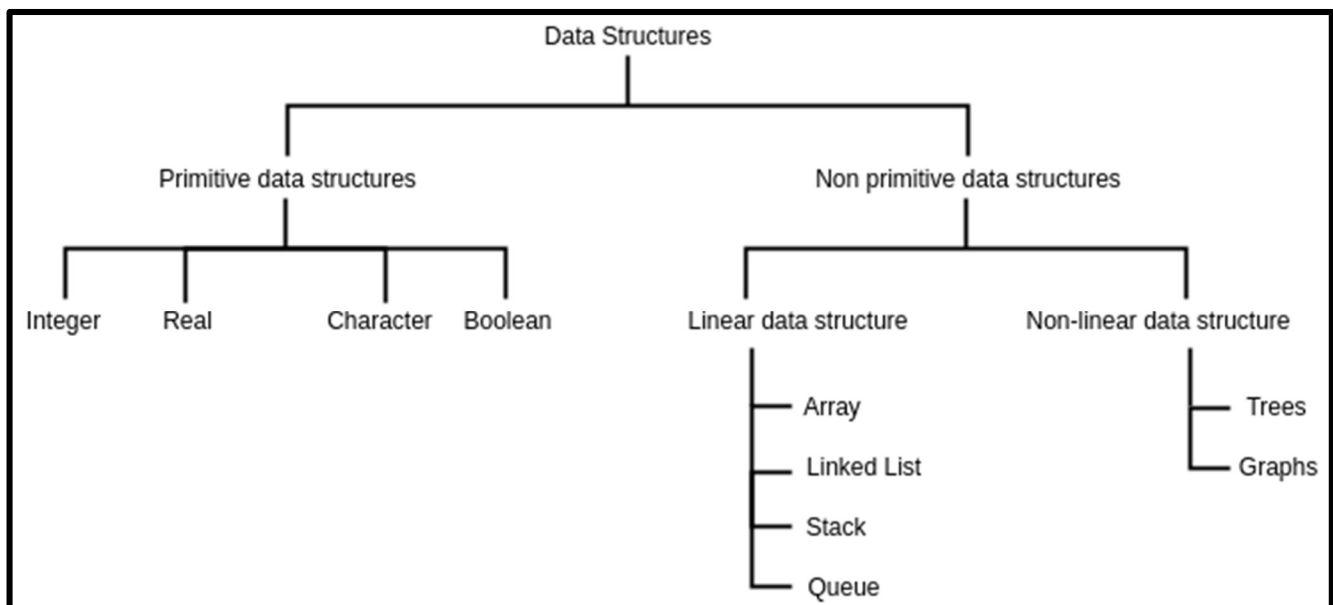 Data Structures
Primitive data structures
Non primitive data structures
Integer
Real
Character
Boolean
Linear data structure
Non-linear data structure
Array
Trees
Linked List
Graphs
Stack
Queue